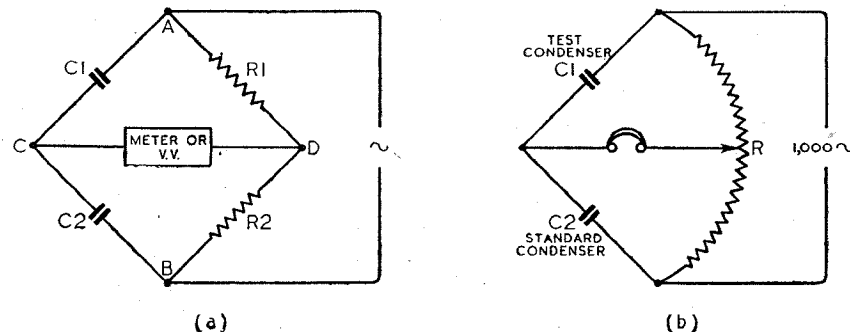 A
C1
R1
C
METER OR
V.V.
D
~
C2
R2
B
(a)
TEST
CONDENSER
C1
R
1,000~
C2
STANDARD
CONDENSER
(b)